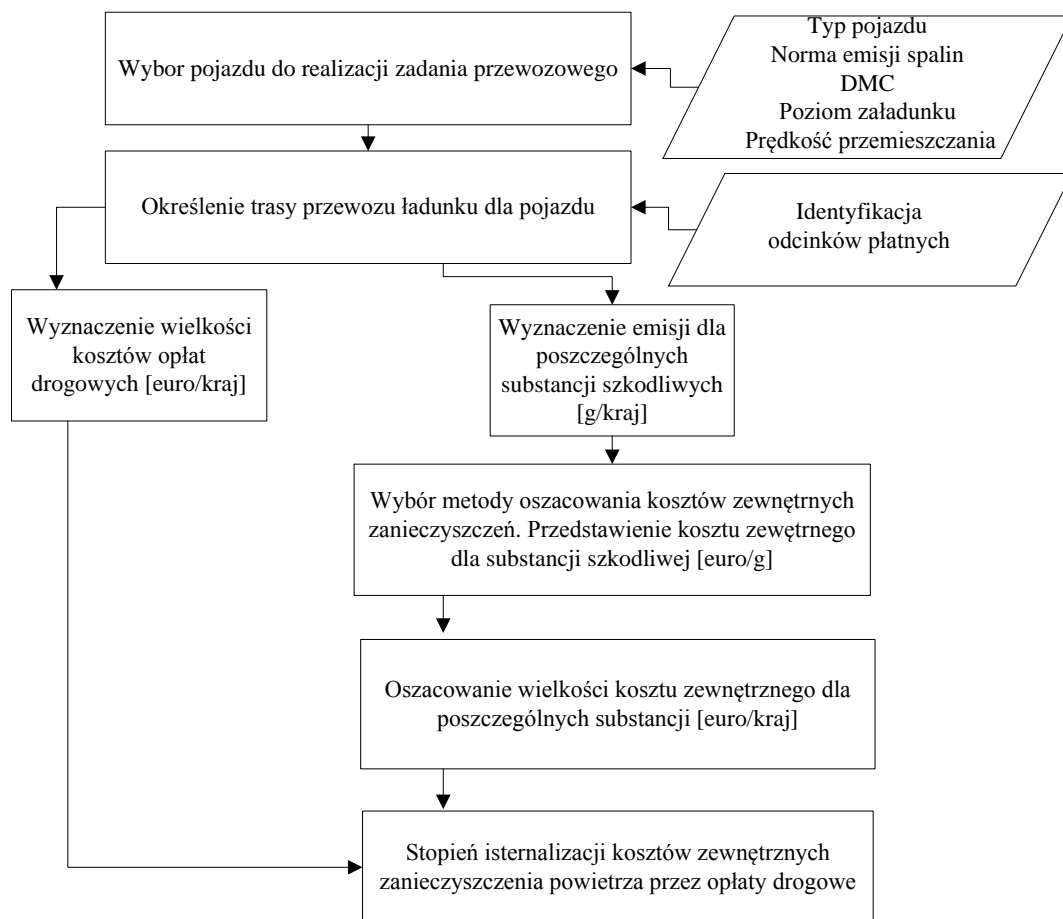 Wybor pojazdu do realizacji zadania przewozowego
Typ pojazdu
Norma emisji spalin
DMC
Poziom załadunku
Prędkość przemieszczania
Określenie trasy przewozu ładunku dla pojazdu
Identyfikacja
odcinków płatnych
Wyznaczenie wielkości
kosztów opłat
drogowych [euro/kraj]
Wyznaczenie emisji dla
poszczególnych
substancji szkodliwych
[g/kraj]
Wybór metody oszacowania kosztów zewnętrnych
zanieczyszczeń. Przedstawienie kosztu zewętrnego
dla substancji szkodliwej [euro/g]
Oszacowanie wielkości kosztu zewnętrznego dla
poszczególnych substancji [euro/kraj]
Stopień isternalizacji kosztów zewnętrznych
zanieczyszczenia powietrza przez opłaty drogowe